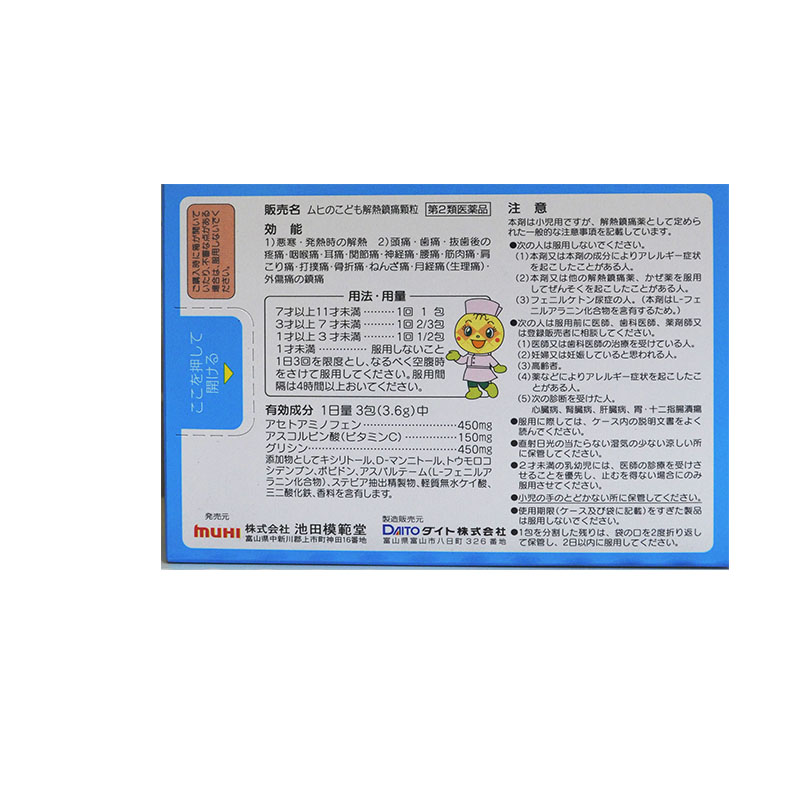 ご購入時に箱が開いて
いたり、不審な点がある
場合は、服用しないでく
ださい。
ここを押して
開ける
販売名 ムヒのこども解熱鎮痛顆粒 第2類医薬品
効 能
1)悪寒・発熱時の解熱 2)頭痛・歯痛・抜歯後の
疼痛・咽喉痛・耳痛・関節痛・神経痛・腰痛・筋肉痛・肩
こり痛・打撲痛・骨折痛・ねんざ痛・月経痛(生理痛)・
外傷痛の鎮痛
用法・用量
7才以上11才未満………1回 1 包
3才以上 7 才未満………1回 2/3包
1才以上 3 才未満………1回 1/2包
1才未満………服用しないこと
1日3回を限度とし、なるべく空腹時
をさけて服用してください。服用間
隔は4時間以上おいてください。
有効成分 1日量 3包(3.6g)中
アセトアミノフェン………450mg
アスコルビン酸(ビタミンC)………150mg
グリシン………450mg
添加物としてキシリトール、D-マンニトール、トウモロコ
シデンプン、ポビドン、アスパルテーム(L-フェニルア
ラニン化合物)、ステビア抽出精製物、軽質無水ケイ酸、
三二酸化鉄、香料を含有します。
発売元
muHI 株式会社 池田模範堂
富山県中新川郡上市町神田16番地
製造販売元
DAITO ダイト株式会社
富山県富山市八日町326番地
注 意
本剤は小児用ですが、解熱鎮痛薬として定めら
れた一般的な注意事項を記載しています。
●次の人は服用しないでください。
(1)本剤又は本剤の成分によりアレルギー症状
を起こしたことがある人。
(2)本剤又は他の解熱鎮痛薬、かぜ薬を服用し
てぜんそくを起こしたことがある人。
(3)フェニルケトン尿症の人。(本剤はL-フェ
ニルアラニン化合物を含有するため。)
●次の人は服用前に医師、歯科医師、薬剤師又
は登録販売者に相談してください。
(1)医師又は歯科医師の治療を受けている人。
(2)妊婦又は妊娠していると思われる人。
(3)高齢者。
(4)薬などによりアレルギー症状を起こしたこ
とがある人。
(5)次の診断を受けた人。
心臓病、腎臓病、肝臓病、胃・十二指腸潰瘍
●服用に際しては、ケース内の説明文書をよく
読んでください。
●直射日光の当たらない湿気の少ない涼しい所
に保管してください。
●2才未満の乳幼児には、医師の診療を受けさせ
ることを優先し、止むを得ない場合にのみ
服用させてください。
●小児の手のとどかない所に保管してください。
●使用期限(ケース及び袋に記載)をすぎた製品
は服用しないでください。
●1包を分割した残りは、袋の口を2度折り返し
て保管し、2日以内に服用してください。